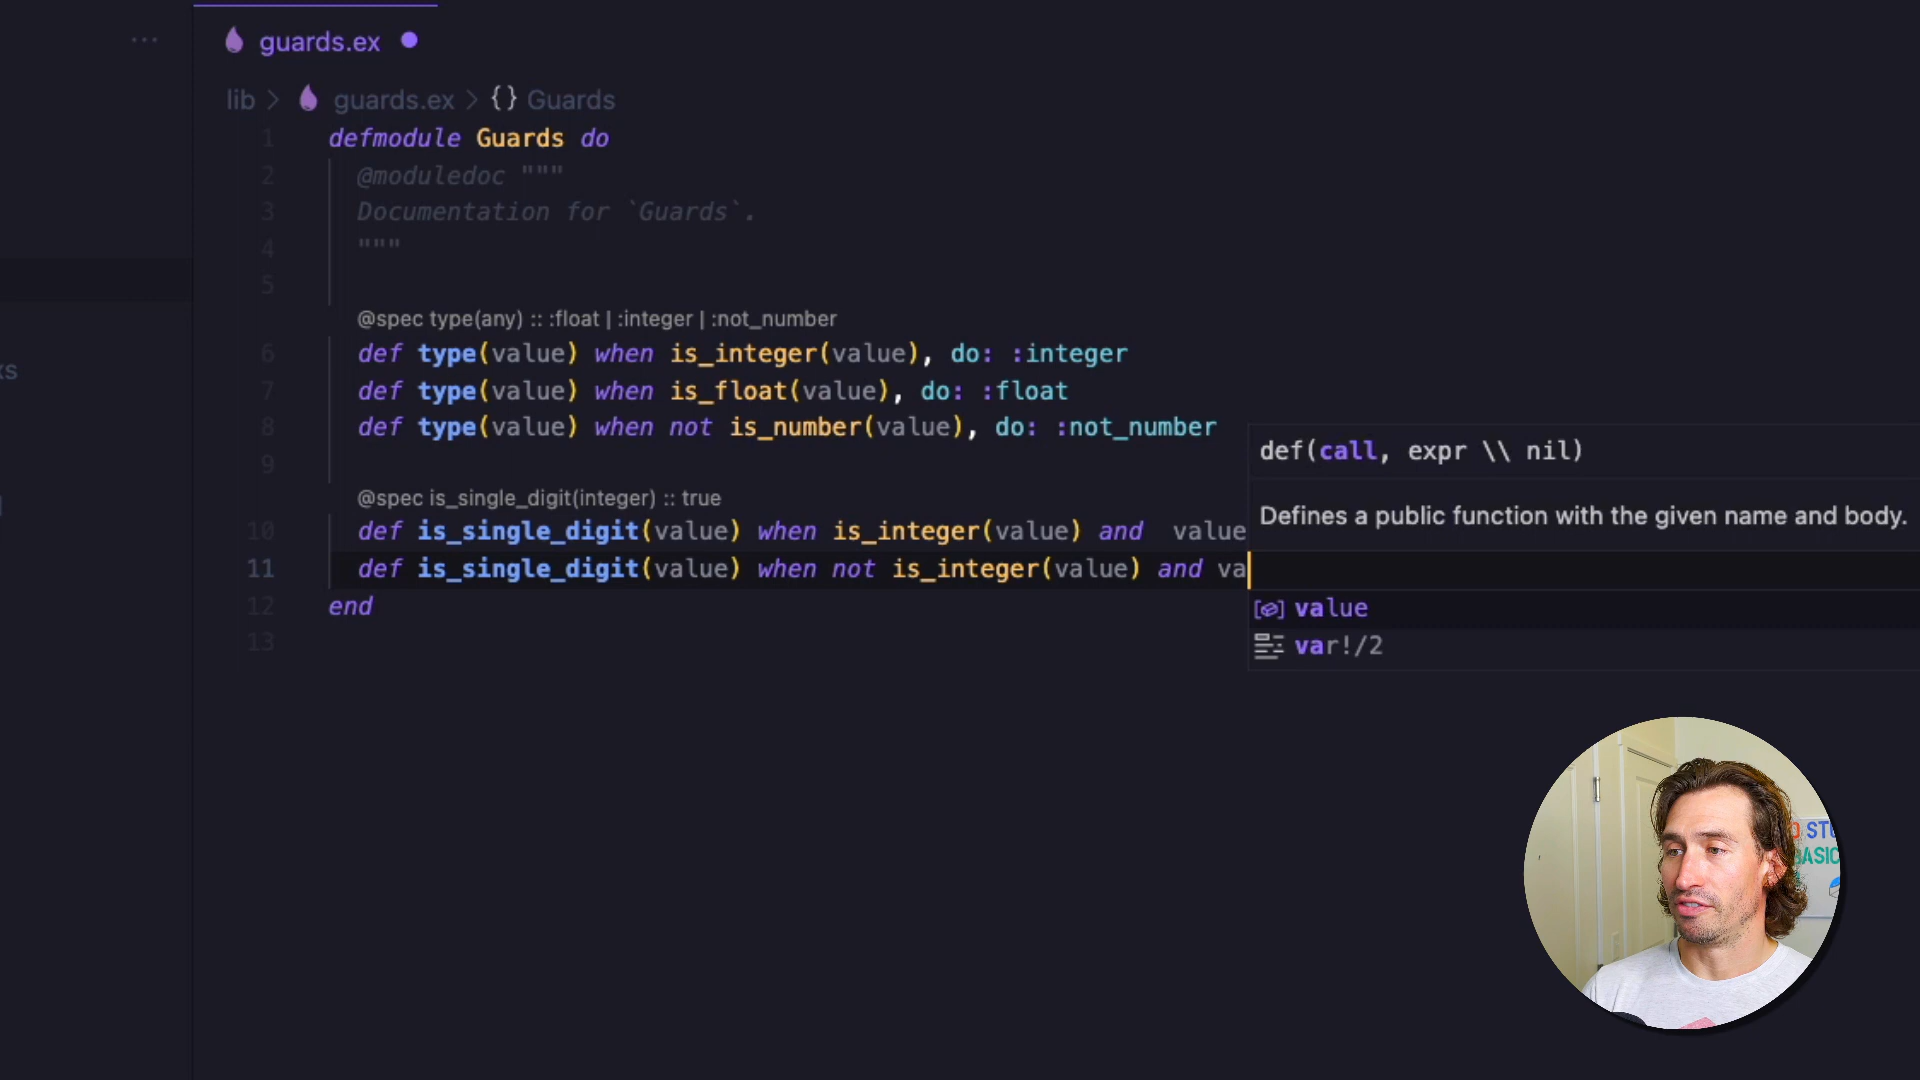 ···
guards.ex
lib > guards.ex > {} Guards
1 defmodule Guards do
2 @moduledoc """
3 Documentation for `Guards`.
4 """
5
@spec type(any) :: :float | :integer | :not_number
6 def type(value) when is_integer(value), do: :integer
7 def type(value) when is_float(value), do: :float
8 def type(value) when not is_number(value), do: :not_number
9
@spec is_single_digit(integer) :: true
10 def is_single_digit(value) when is_integer(value) and  value
11 def is_single_digit(value) when not is_integer(value) and va
12 end
13
def(call, expr \\ nil)
Defines a public function with the given name and body.
value
var!/2